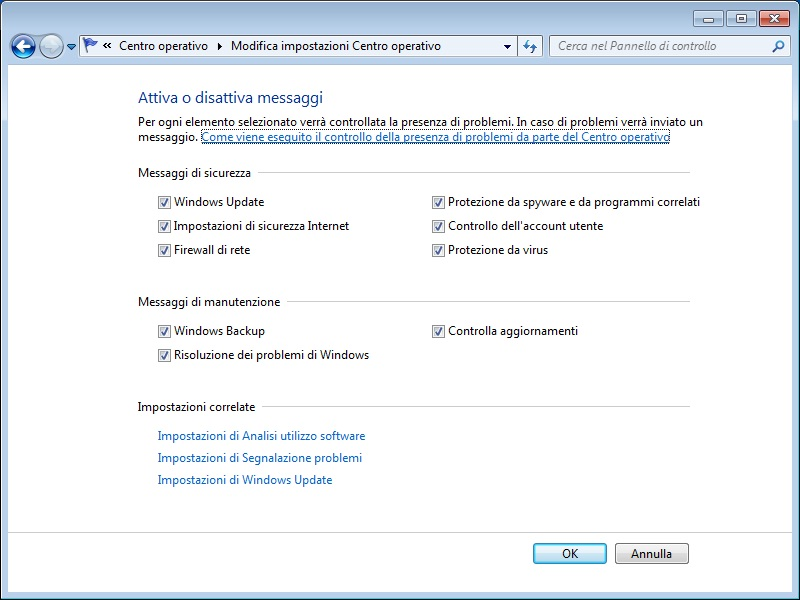 « Centro operativo ▸ Modifica impostazioni Centro operativo
Cerca nel Pannello di controllo
Attiva o disattiva messaggi
Per ogni elemento selezionato verrà controllata la presenza di problemi. In caso di problemi verrà inviato un
messaggio. Come viene eseguito il controllo della presenza di problemi da parte del Centro operativo
Messaggi di sicurezza
Windows Update
Protezione da spyware e da programmi correlati
Impostazioni di sicurezza Internet
Controllo dell'account utente
Firewall di rete
Protezione da virus
Messaggi di manutenzione
Windows Backup
Controlla aggiornamenti
Risoluzione dei problemi di Windows
Impostazioni correlate
Impostazioni di Analisi utilizzo software
Impostazioni di Segnalazione problemi
Impostazioni di Windows Update
OK
Annulla